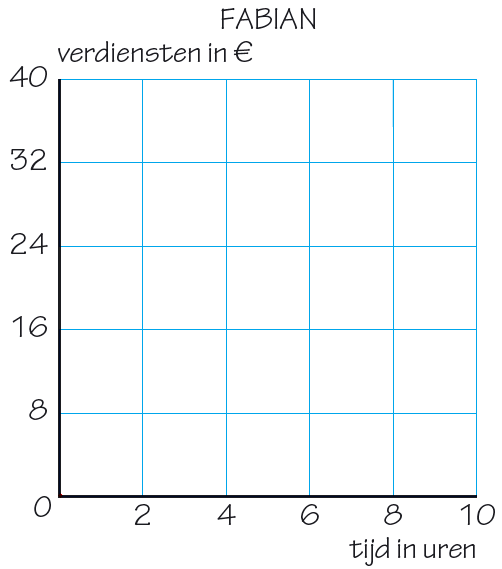 FABIAN
verdiensten in €
40
32
24
16
8
0
2 4 6 8 10
tijd in uren